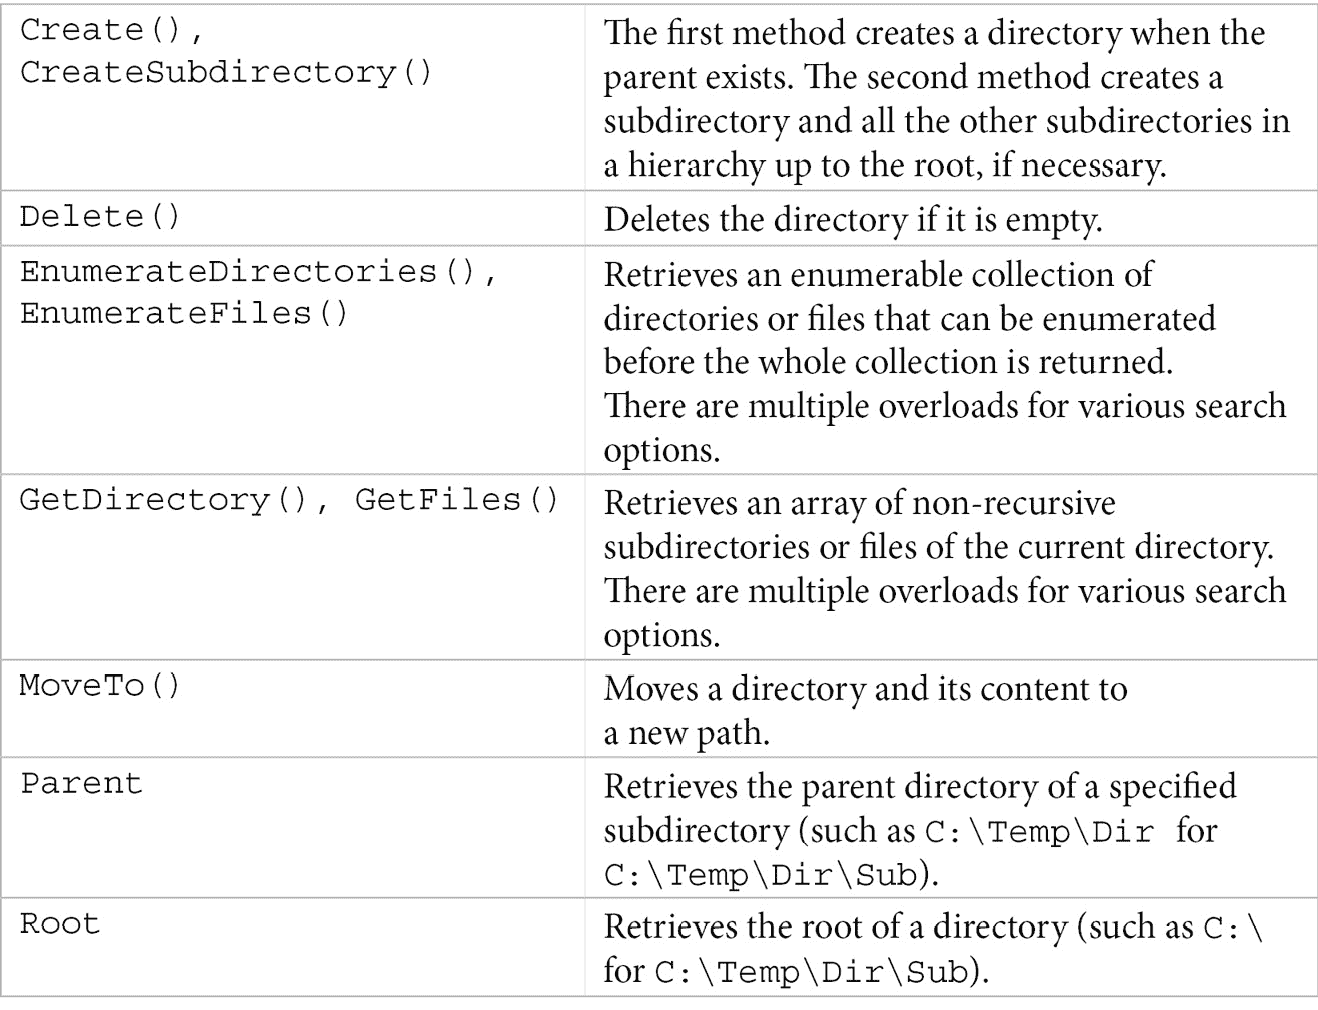 Create(),
CreateSubdirectory()
The first method creates a directory when the
parent exists. The second method creates a
subdirectory and all the other subdirectories in
a hierarchy up to the root, if necessary.
Delete()
Deletes the directory if it is empty.
EnumerateDirectories(),
EnumerateFiles()
Retrieves an enumerable collection of
directories or files that can be enumerated
before the whole collection is returned.
There are multiple overloads for various search
options.
GetDirectory(), GetFiles()
Retrieves an array of non-recursive
subdirectories or files of the current directory.
There are multiple overloads for various search
options.
MoveTo()
Moves a directory and its content to
a new path.
Parent
Retrieves the parent directory of a specified
subdirectory (such as C:\Temp\Dir for
C:\Temp\Dir\Sub).
Root
Retrieves the root of a directory (such as C:\
for C:\Temp\Dir\Sub).